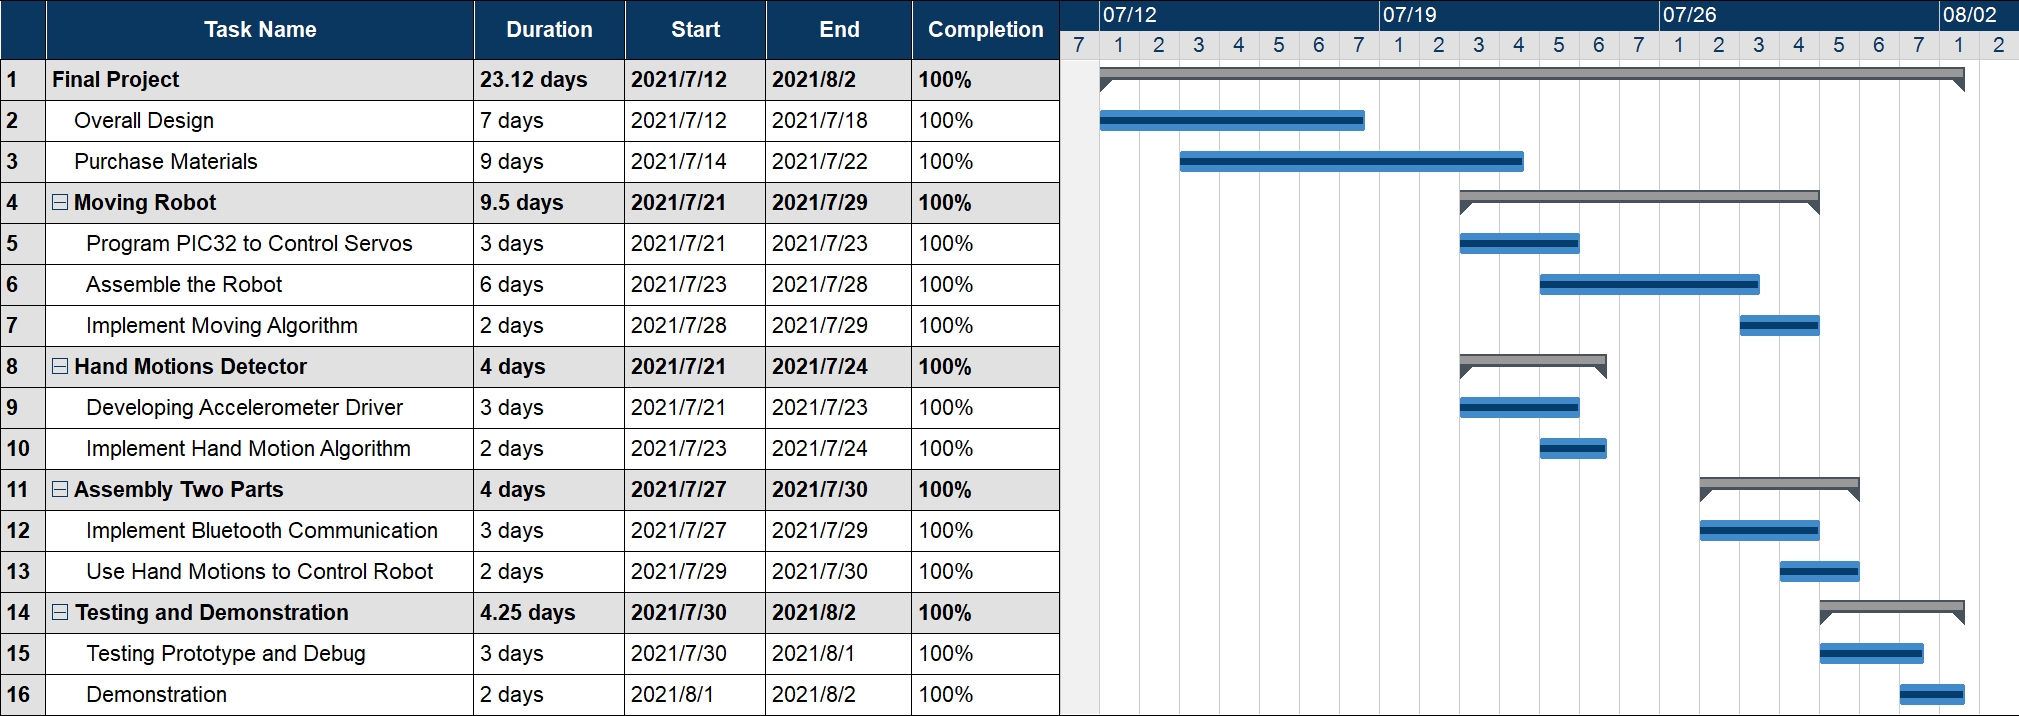 Task Name Duration Start End Completion 07/12 07/19 07/26 08/02
7 1 2 3 4 5 6 7 1 2 3 4 5 6 7 1 2 3 4 5 6 7 1 2
1 Final Project 23.12 days 2021/7/12 2021/8/2 100%
2 Overall Design 7 days 2021/7/12 2021/7/18 100%
3 Purchase Materials 9 days 2021/7/14 2021/7/22 100%
4 Moving Robot 9.5 days 2021/7/21 2021/7/29 100%
5 Program PIC32 to Control Servos 3 days 2021/7/21 2021/7/23 100%
6 Assemble the Robot 6 days 2021/7/23 2021/7/28 100%
7 Implement Moving Algorithm 2 days 2021/7/28 2021/7/29 100%
8 Hand Motions Detector 4 days 2021/7/21 2021/7/24 100%
9 Developing Accelerometer Driver 3 days 2021/7/21 2021/7/23 100%
10 Implement Hand Motion Algorithm 2 days 2021/7/23 2021/7/24 100%
11 Assembly Two Parts 4 days 2021/7/27 2021/7/30 100%
12 Implement Bluetooth Communication 3 days 2021/7/27 2021/7/29 100%
13 Use Hand Motions to Control Robot 2 days 2021/7/29 2021/7/30 100%
14 Testing and Demonstration 4.25 days 2021/7/30 2021/8/2 100%
15 Testing Prototype and Debug 3 days 2021/7/30 2021/8/1 100%
16 Demonstration 2 days 2021/8/1 2021/8/2 100%